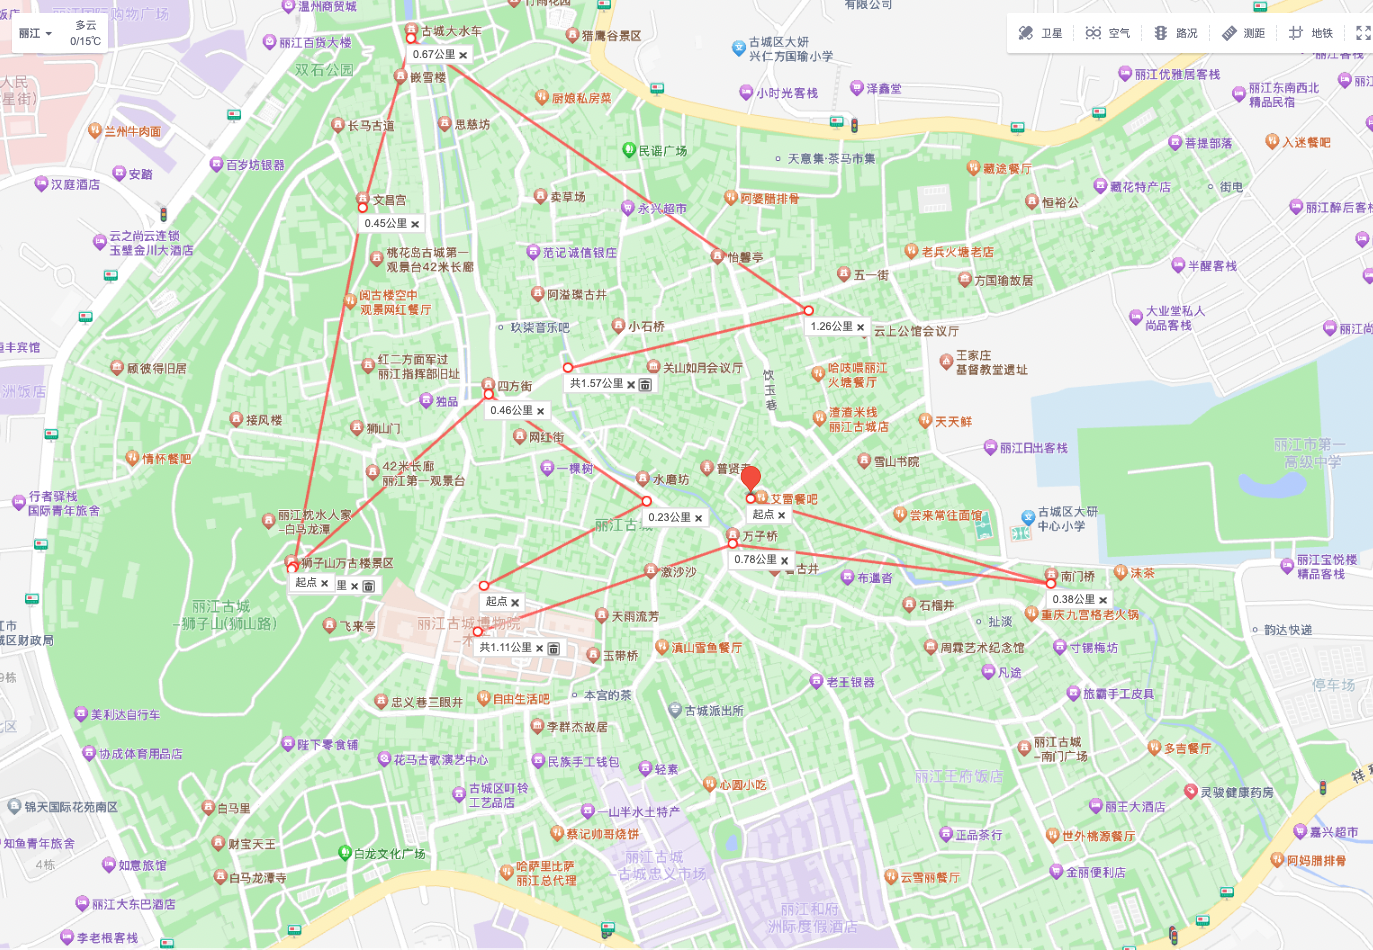 温州商贸城
竹雨花园
有限公司
丽江国际购物广场
丽江
多云
0/15℃
卫星
空气
路况
测距
地铁
古城大水车
猎鹰谷景区
古城区大研
兴仁方国瑜小学
丽江百货大楼
0.67公里
双石公园
嵌雪楼
小时光客栈
泽鑫堂
丽江优雅居客栈
丽江东南西北
精品民宿
厨娘私房菜
兰州牛肉面
长马古道
思慈坊
民谣广场
天意集·茶马市集
菩提部落
入迷餐吧
百岁坊银器
安踏
汉庭酒店
藏途餐厅
藏花特产店
街电
文昌宫
卖草场
永兴超市
阿婆腊排骨
恒裕公
丽江醉后客栈
0.45公里
云之尚云连锁
玉璧金川大酒店
桃花岛古城第一
观景台42米长廊
范记诚信银庄
怡馨亭
老兵火塘老店
五一街
方国瑜故居
半醒客栈
阅古楼空中
观景网红餐厅
阿溢璨古井
玖柒音乐吧
小石桥
1.26公里
云上公馆会议厅
大业堂私人
尚品客栈
顾彼得旧居
红二方面军过
丽江指挥部旧址
四方街
共1.57公里
关山如月会议厅
饮玉巷
哈吱喂丽江
火塘餐厅
王家庄
基督教堂遗址
独品
0.46公里
渣渣米线
丽江古城店
天天鲜
接风楼
狮山门
网红街
丽江日出客栈
丽江市第一
高级中学
情怀餐吧
42米长廊
丽江第一观景台
一棵树
水磨坊
普贤寺
雪山书院
行者驿栈
国际青年旅舍
艾雷餐吧
起点
0.23公里
丽江古城
尝来常往面馆
古城区大研
中心小学
丽江枕水人家
-白马龙潭
万子桥
0.78公里
狮子山万古楼景区
起点
里
激沙沙
布邋沓
南门桥
沫茶
丽江宝悦楼
精品客栈
起点
0.38公里
丽江古城
-狮子山(狮山路)
石榴井
重庆九宫格老火锅
飞来亭
丽江古城博物院
天雨流芳
扯淡
韵达快递
共1.11公里
玉带桥
滇山雪鱼餐厅
周霖艺术纪念馆
寸锡梅坊
凡途
老王银器
停车场
忠义巷三眼井
自由生活吧
本宫的茶
旅霸手工皮具
古城派出所
美利达自行车
李群杰故居
陛下零食铺
协成体育用品店
花马古歌演艺中心
民族手工钱包
轻素
丽江古城
-南门广场
多吉餐厅
丽江王府饭店
心圆小吃
古城区叮铃
工艺品店
灵骏健康药房
锦天国际花苑南区
白马里
一山半水土特产
丽王大酒店
正品茶行
世外桃源餐厅
嘉兴超市
知鱼青年旅舍
4栋
财宝天王
白龙文化广场
蔡记帅哥烧饼
丽江古城
-古城忠义市场
阿妈腊排骨
如意旅馆
白马龙潭寺
哈萨里比萨
丽江总代理
云雪丽餐厅
金丽便利店
丽江大东巴酒店
丽江和府
洲际度假酒店
李老根客栈